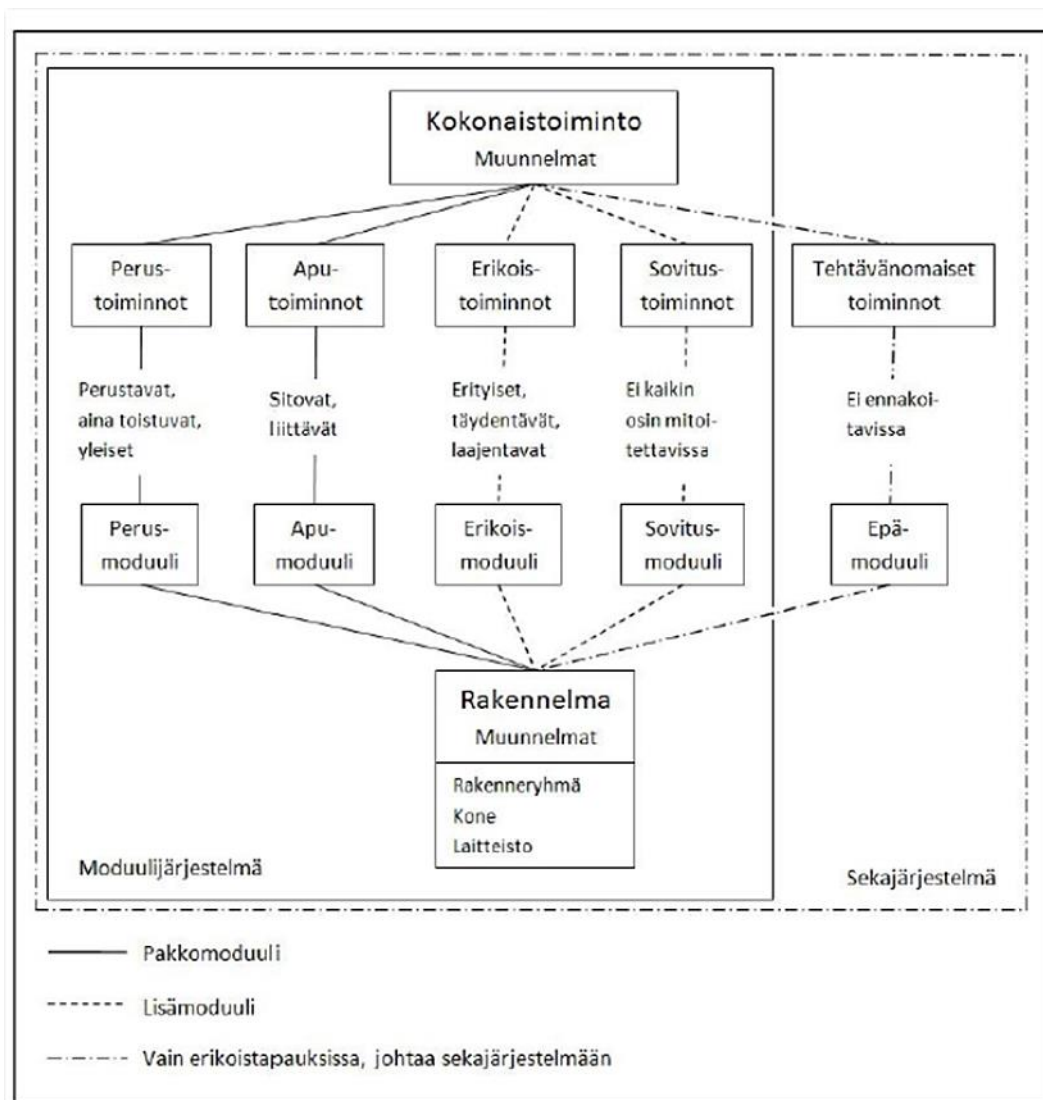 Kokonaistoiminto
Muunnelmat
Perus-
toiminnot
Apu-
toiminnot
Erikois-
toiminnot
Sovitus-
toiminnot
Tehtävänomaiset
toiminnot
Perustavat,
aina toistuvat,
yleiset
Sitovat,
liittävät
Erityiset,
täydentävät,
laajentavat
Ei kaikin
osin mitoi-
tettavissa
Ei ennakoi-
tavissa
Perus-
moduuli
Apu-
moduuli
Erikois-
moduuli
Sovitus-
moduuli
Epä-
moduuli
Rakennelma
Muunnelmat
Rakenneryhmä
Kone
Laitteisto
Moduulijärjestelmä
Sekajärjestelmä
Pakkomoduuli
Lisämoduuli
Vain erikoistapauksissa, johtaa sekajärjestelmään